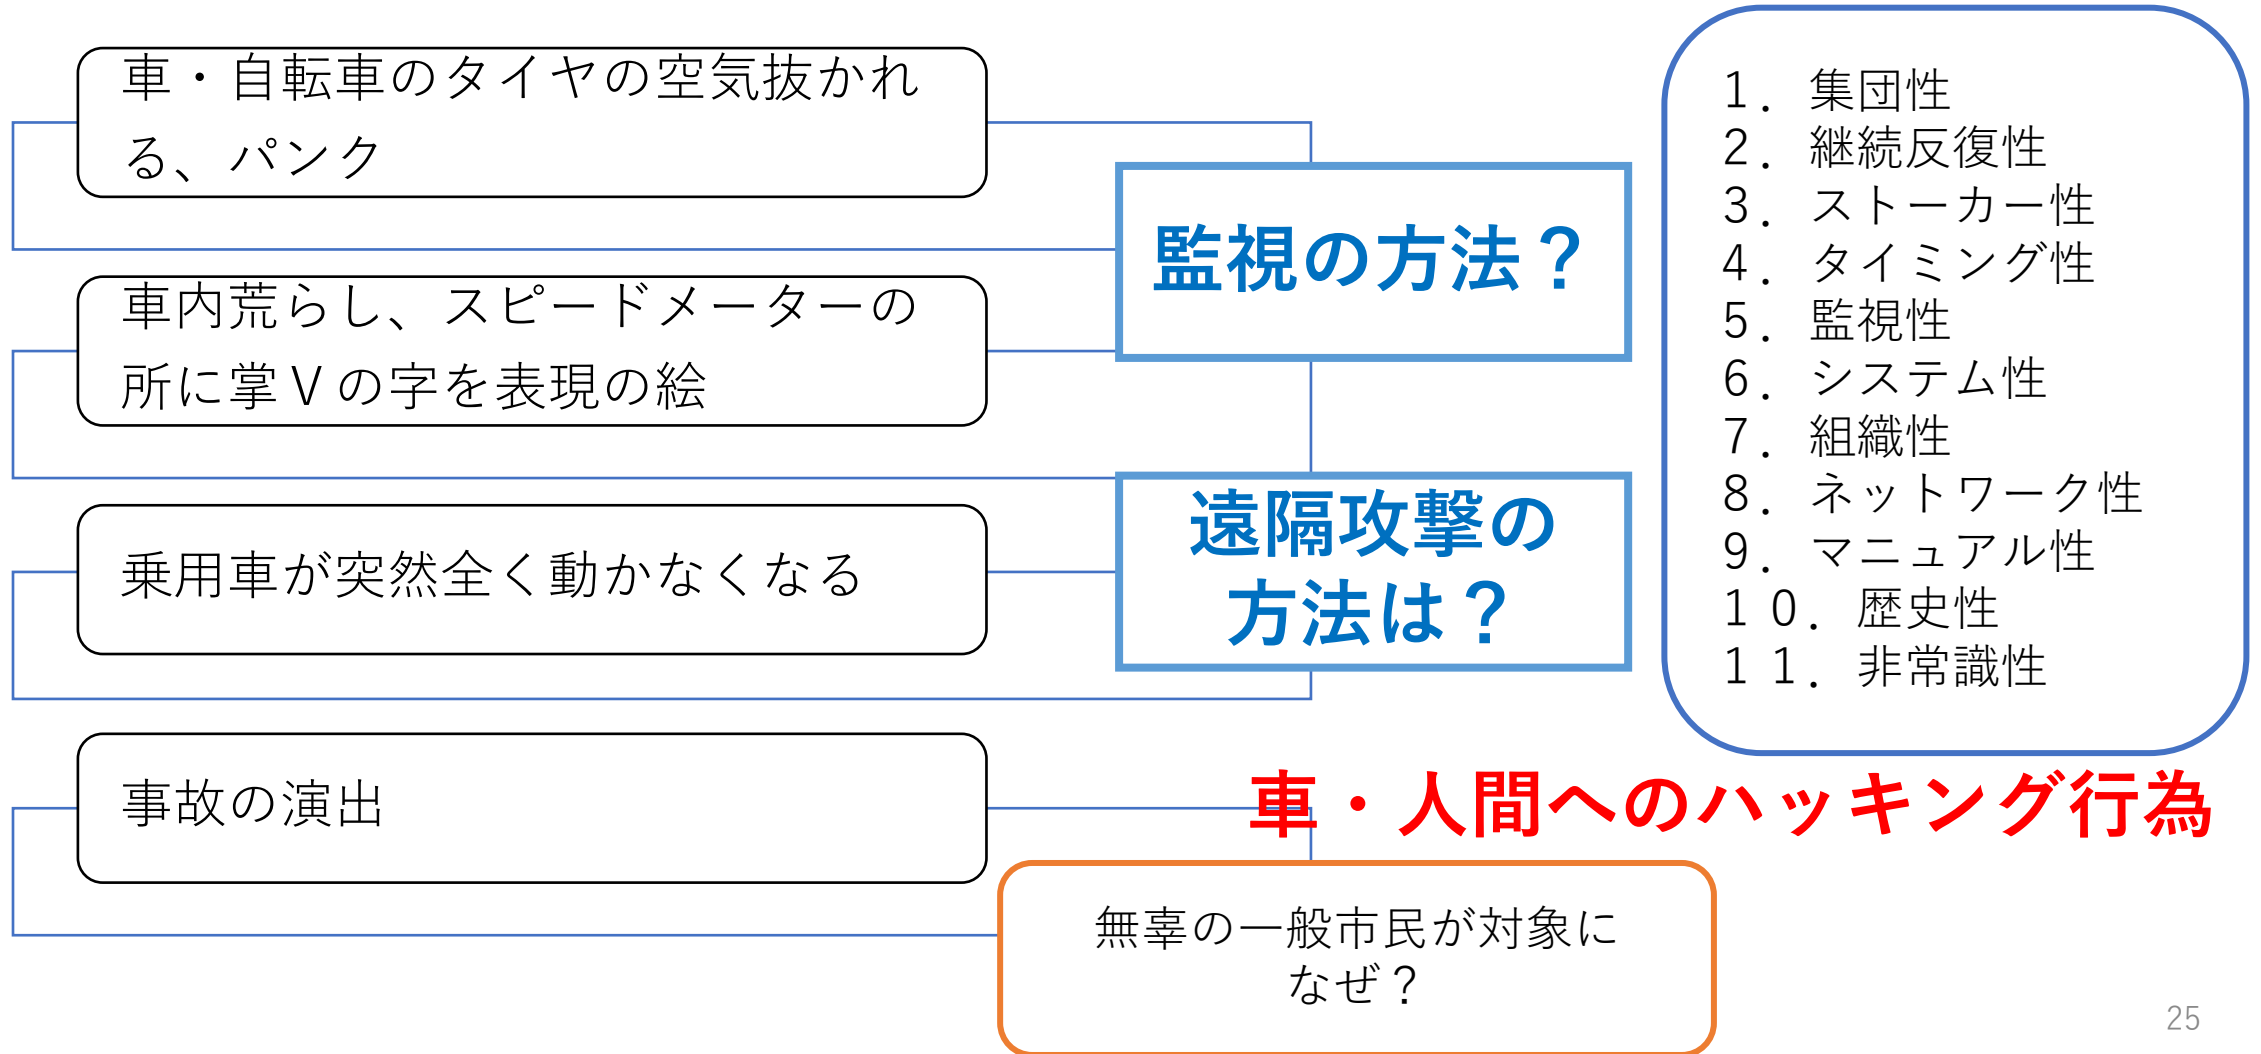 車・自転車のタイヤの空気抜かれ
る、パンク
車内荒らし、スピードメーターの
所に掌Ｖの字を表現の絵
乗用車が突然全く動かなくなる
事故の演出
監視の方法？
遠隔攻撃の
方法は？
１．集団性
２．継続反復性
３．ストーカー性
４．タイミング性
５．監視性
６．システム性
７．組織性
８．ネットワーク性
９．マニュアル性
１０．歴史性
１１．非常識性
車・人間へのハッキング行為
無辜の一般市民が対象に
なぜ？
25